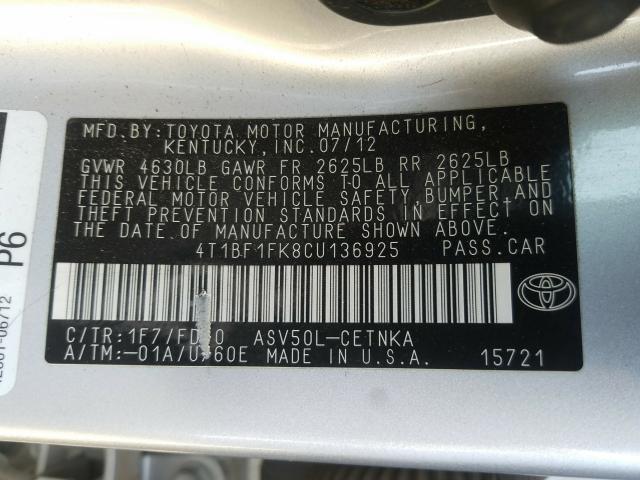 MFD.BY:TOYOTA MOTOR MANUFACTURING,
KENTUCKY,INC.07/12
GVWR 4630LB GAWR FR 2625LB RR 2625LB
THIS VEHICLE CONFORMS TO ALL APPLICABLE
FEDERAL MOTOR VEHICLE SAFETY,BUMPER,AND
THEFT PREVENTION STANDARDS IN EFFECT ON
THE DATE OF MANUFACTURE SHOWN ABOVE.
4T1BF1FK8CU136925 PASS.CAR
C/TR:1F7/ ASV50L-CETNKA
A/TM:-01A/ MADE IN U.S.A. 15721
P6